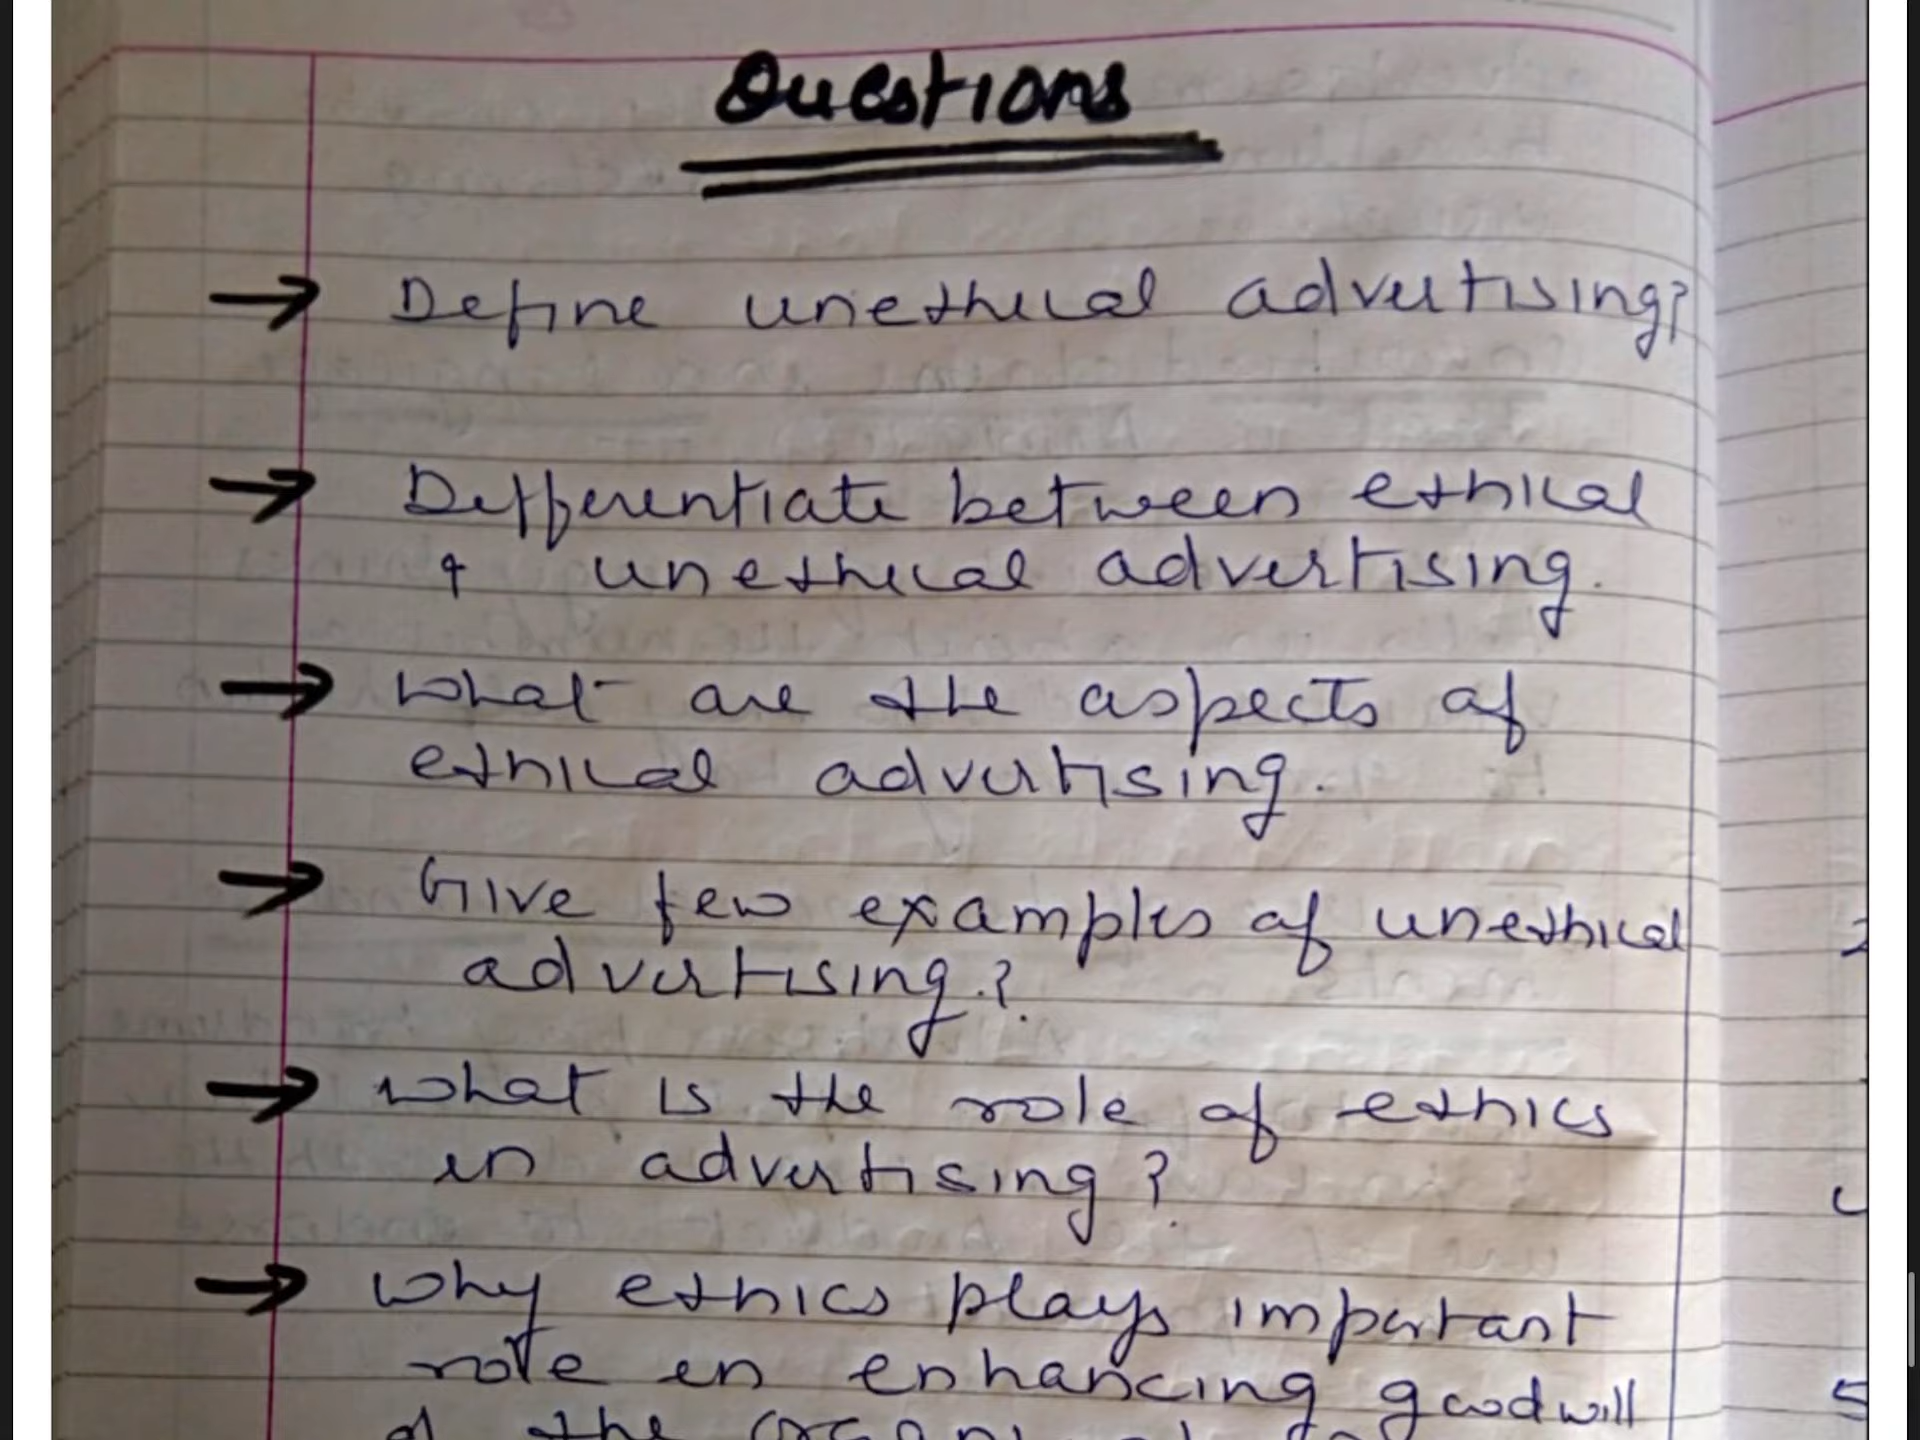 Questions
→ Define unethical advertising?
→ Differentiate between ethical
& unethical advertising.
→ What are the aspects of
ethical advertising.
→ Give few examples of unethical
advertising.?
→ What is the role of ethics
in advertising?
→ Why ethics plays important
role in enhancing goodwill
of the